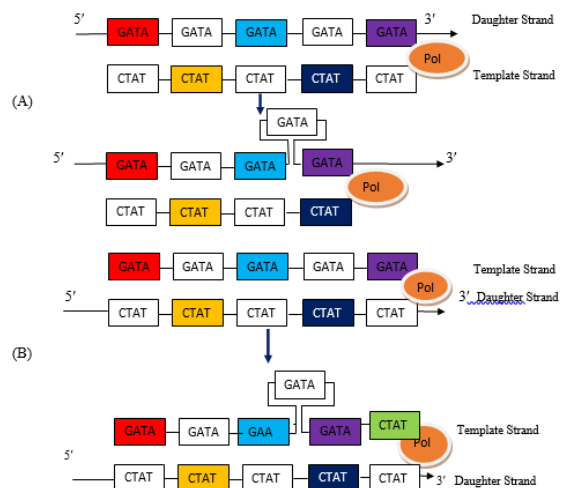 5′ 3′ Daughter Strand
GATA GATA GATA GATA GATA
Pol
CTAT CTAT CTAT CTAT CTAT Template Strand
(A)
GATA
5′ 3′
GATA GATA GATA GATA
Pol
CTAT CTAT CTAT CTAT
GATA GATA GATA GATA GATA Template Strand
Pol
5′ 3′ Daughter Strand
CTAT CTAT CTAT CTAT CTAT
(B)
GATA
CTAT
GATA GATA GAA GATA Template Strand
Pol
5′ 3′ Daughter Strand
CTAT CTAT CTAT CTAT CTAT